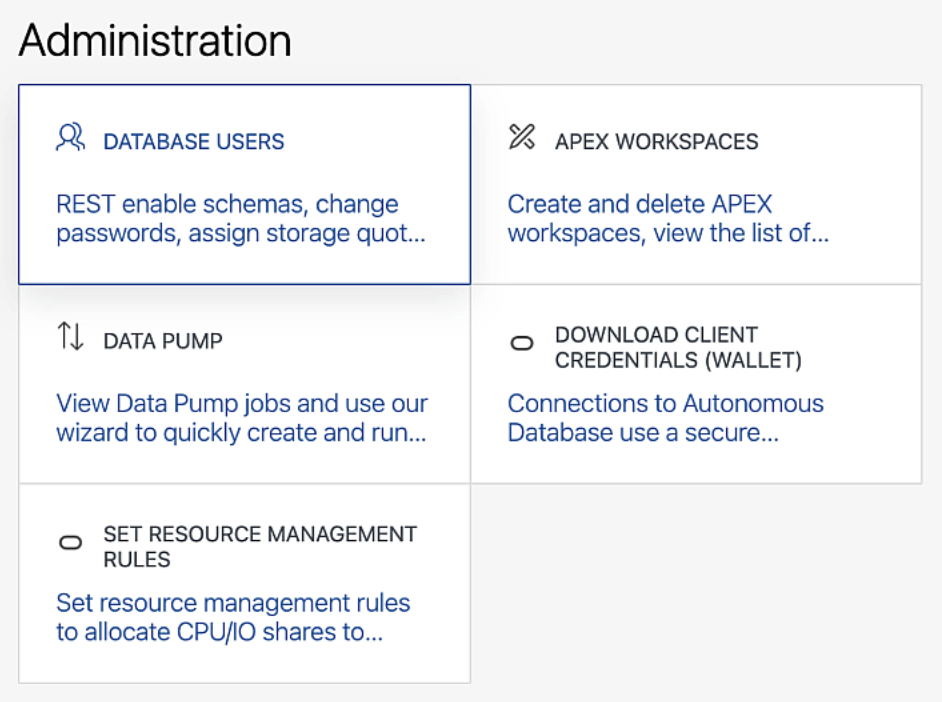 Administration
DATABASE USERS
REST enable schemas, change
passwords, assign storage quot...
APEX WORKSPACES
Create and delete APEX
workspaces, view the list of...
DATA PUMP
View Data Pump jobs and use our
wizard to quickly create and run...
DOWNLOAD CLIENT
CREDENTIALS (WALLET)
Connections to Autonomous
Database use a secure...
SET RESOURCE MANAGEMENT
RULES
Set resource management rules
to allocate CPU/IO shares to...